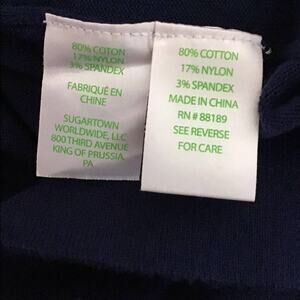 80% COTON
17% NYLON
3% SPANDEX
FABRIQUÉ EN
CHINE
SUGARTOWN
WORLDWIDE, LLC
800 THIRD AVENUE
KING OF PRUSSIA,
PA
80% COTTON
17% NYLON
3% SPANDEX
MADE IN CHINA
RN # 88189
SEE REVERSE
FOR CARE